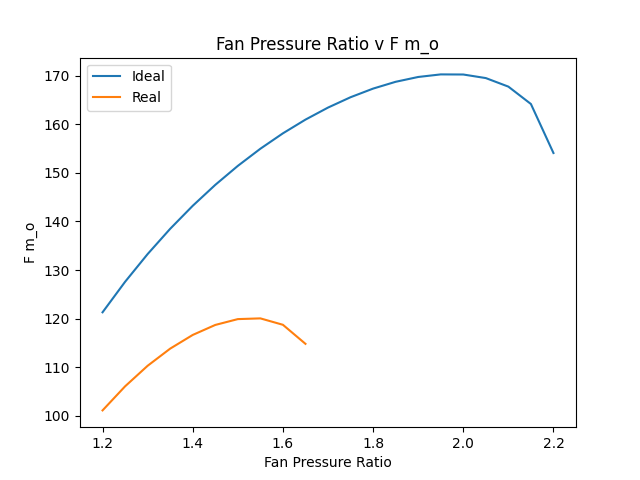 Fan Pressure Ratio v F m_o
Ideal
Real
F m_o
170
160
150
140
130
120
110
100
1.2 1.4 1.6 1.8 2.0 2.2
Fan Pressure Ratio